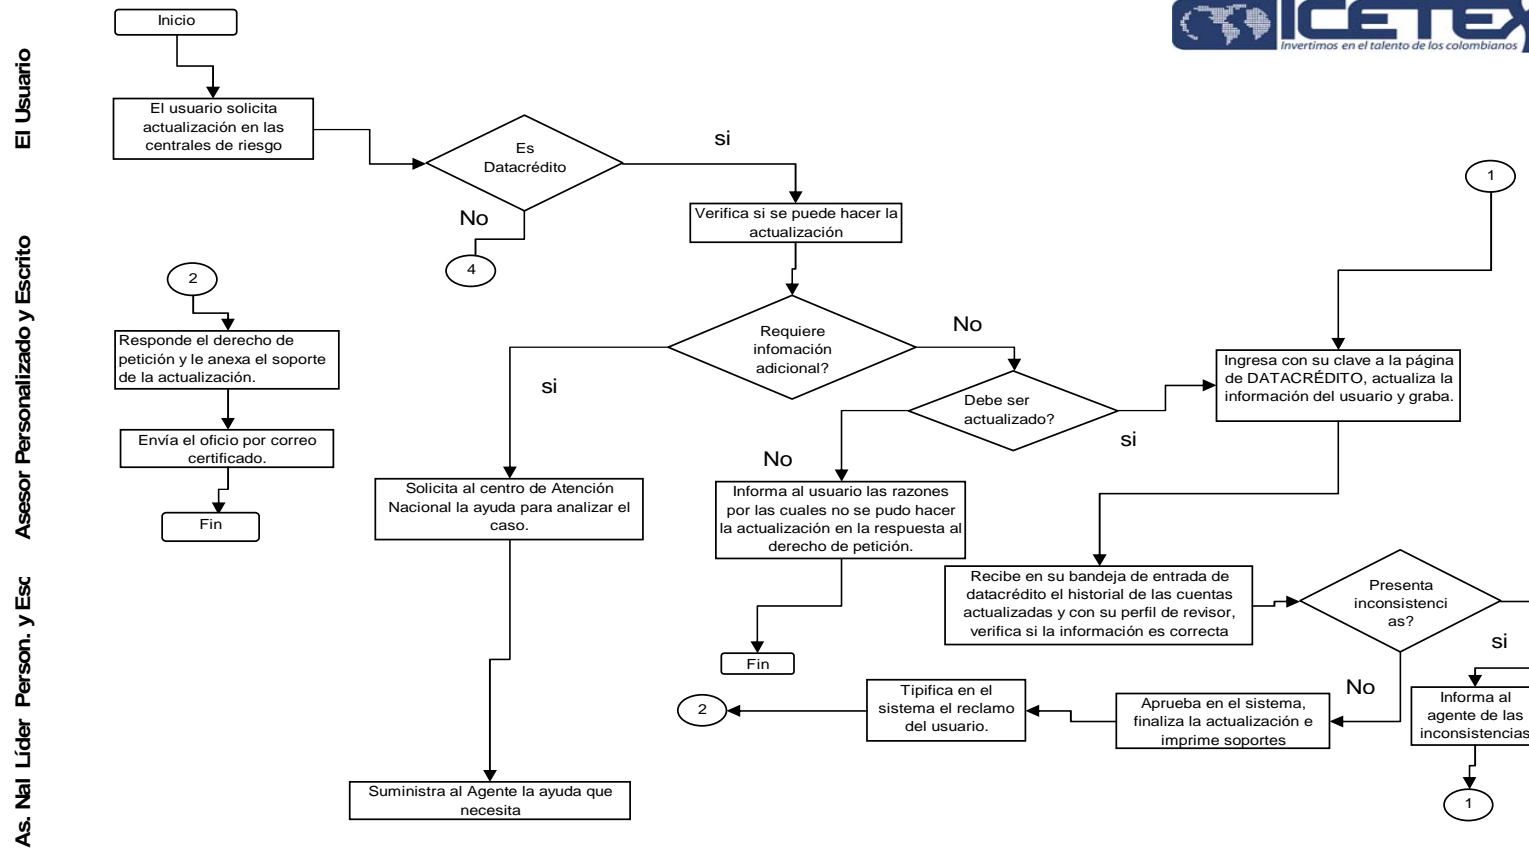 Inicio
ICETEX
Invertimos en el talento de los colombianos
El Usuario
El usuario solicita
actualización en las
centrales de riesgo
Es
Datacrédito
si
No
4
Verifica si se puede hacer la
actualización
1
Asesor Personalizado y Escrito
2
Responde el derecho de
petición y le anexa el soporte
de la actualización.
Envía el oficio por correo
certificado.
Fin
Requiere
infomación
adicional?
si
No
Debe ser
actualizado?
si
No
Ingresa con su clave a la página
de DATACRÉDITO, actualiza la
información del usuario y graba.
Solicita al centro de Atención
Nacional la ayuda para analizar el
caso.
Informa al usuario las razones
por las cuales no se pudo hacer
la actualización en la respuesta al
derecho de petición.
Fin
As. Nal Líder Person. y Esc
Recibe en su bandeja de entrada de
datacrédito el historial de las cuentas
actualizadas y con su perfil de revisor,
verifica si la información es correcta
Presenta
inconsistenci
as?
si
No
Informa al
agente de las
inconsistencias
1
Aprueba en el sistema,
finaliza la actualización e
imprime soportes
Tipifica en el
sistema el reclamo
del usuario.
2
Suministra al Agente la ayuda que
necesita